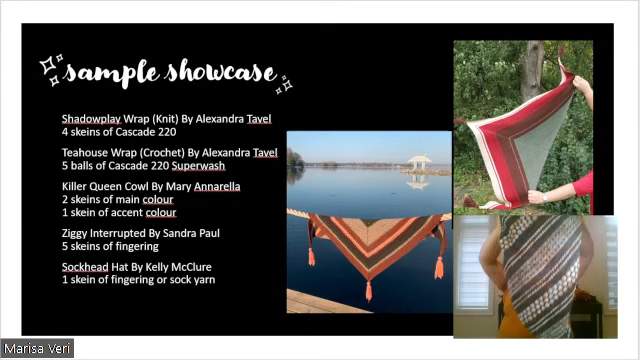 sample showcase
Shadowplay Wrap (Knit) By Alexandra Tavel
4 skeins of Cascade 220
Teahouse Wrap (Crochet) By Alexandra Tavel
5 balls of Cascade 220 Superwash
Killer Queen Cowl By Mary Annarella
2 skeins of main colour
1 skein of accent colour
Ziggy Interrupted By Sandra Paul
5 skeins of fingering
Sockhead Hat By Kelly McClure
1 skein of fingering or sock yarn
Marisa Veri